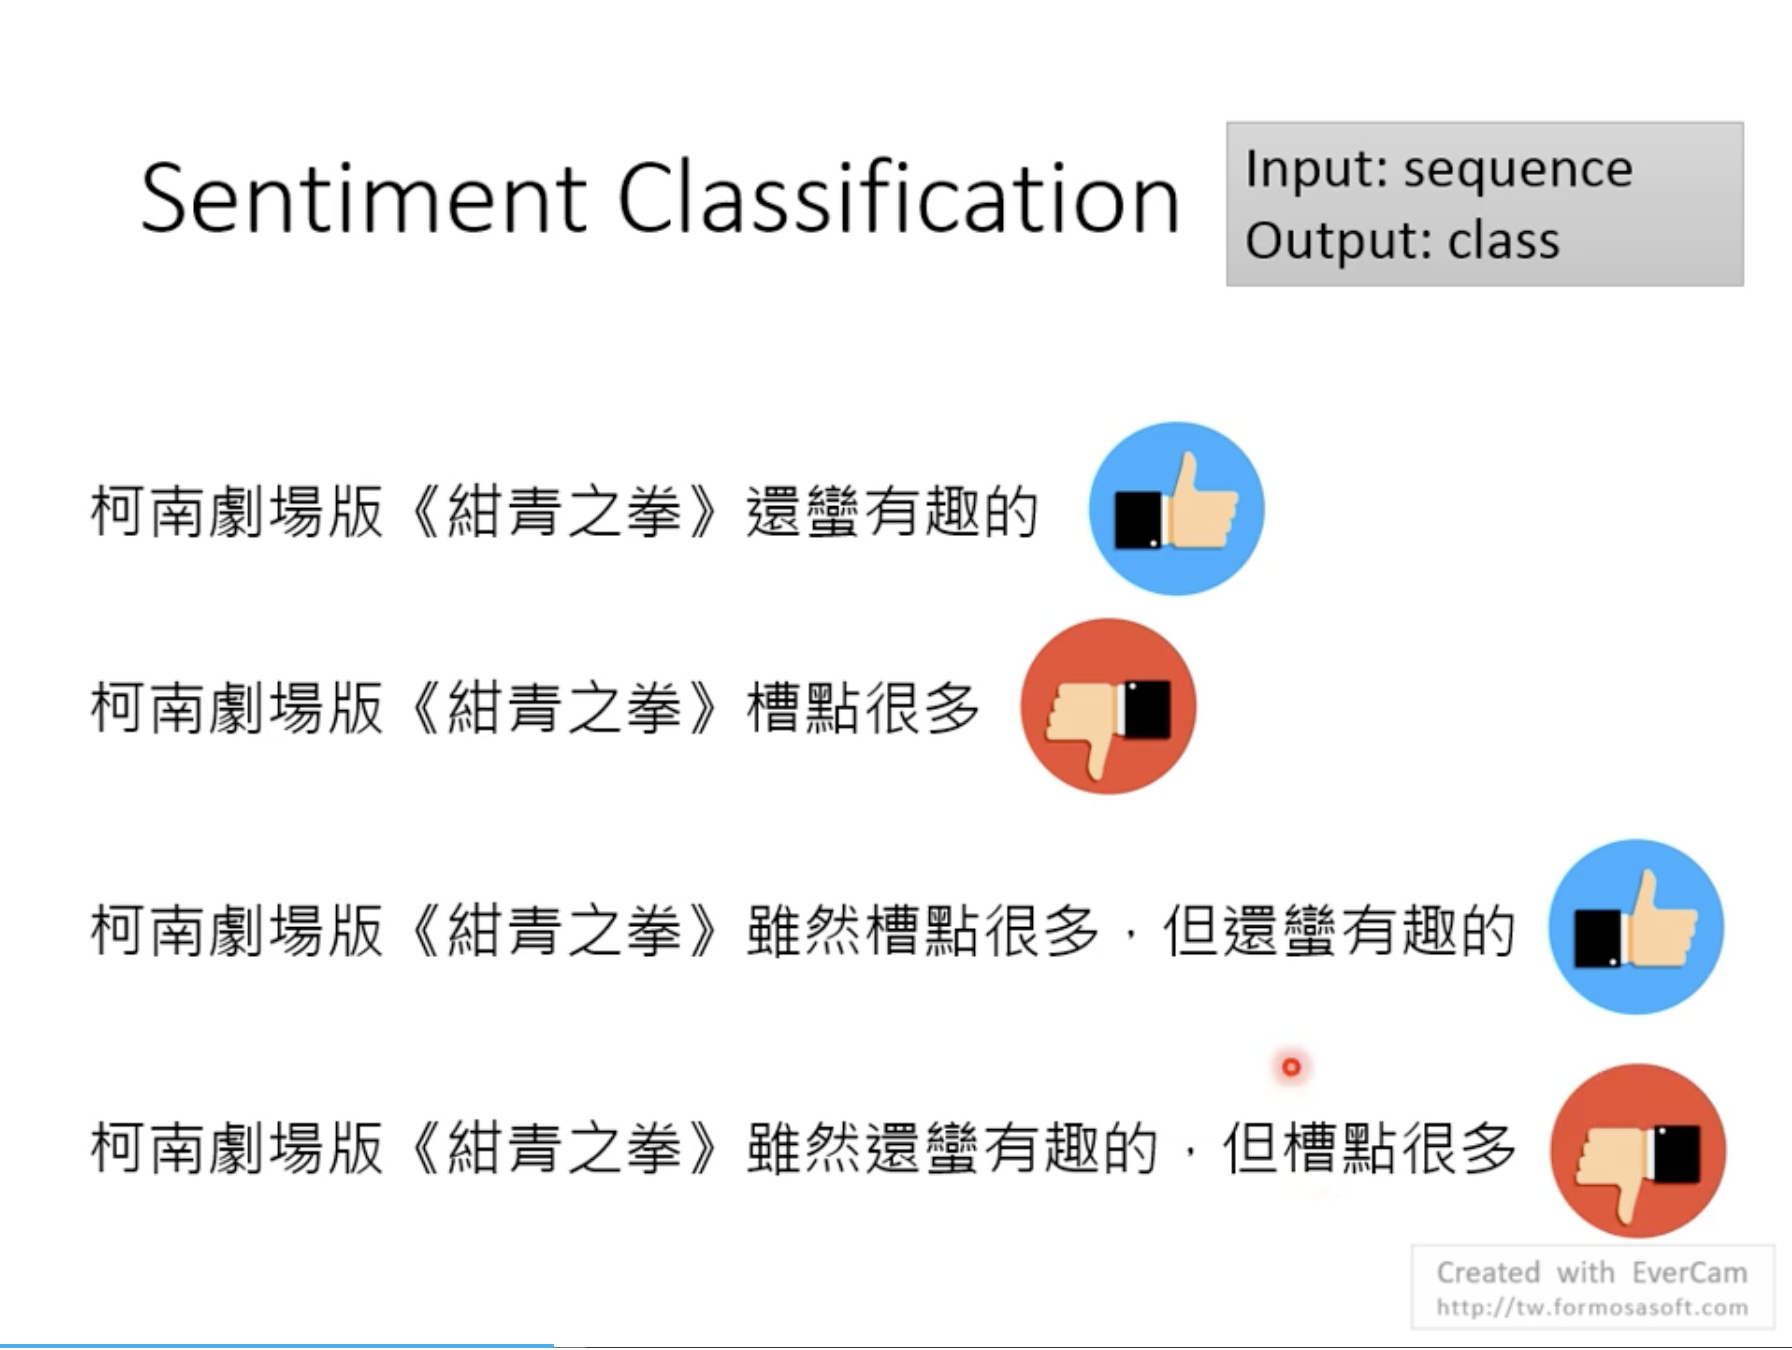 Sentiment Classification
Input: sequence
Output: class
柯南劇場版《紺青之拳》還蠻有趣的
柯南劇場版《紺青之拳》槽點很多
柯南劇場版《紺青之拳》雖然槽點很多，但還蠻有趣的
柯南劇場版《紺青之拳》雖然還蠻有趣的，但槽點很多
Created with EverCam
http://tw.formosasoft.com